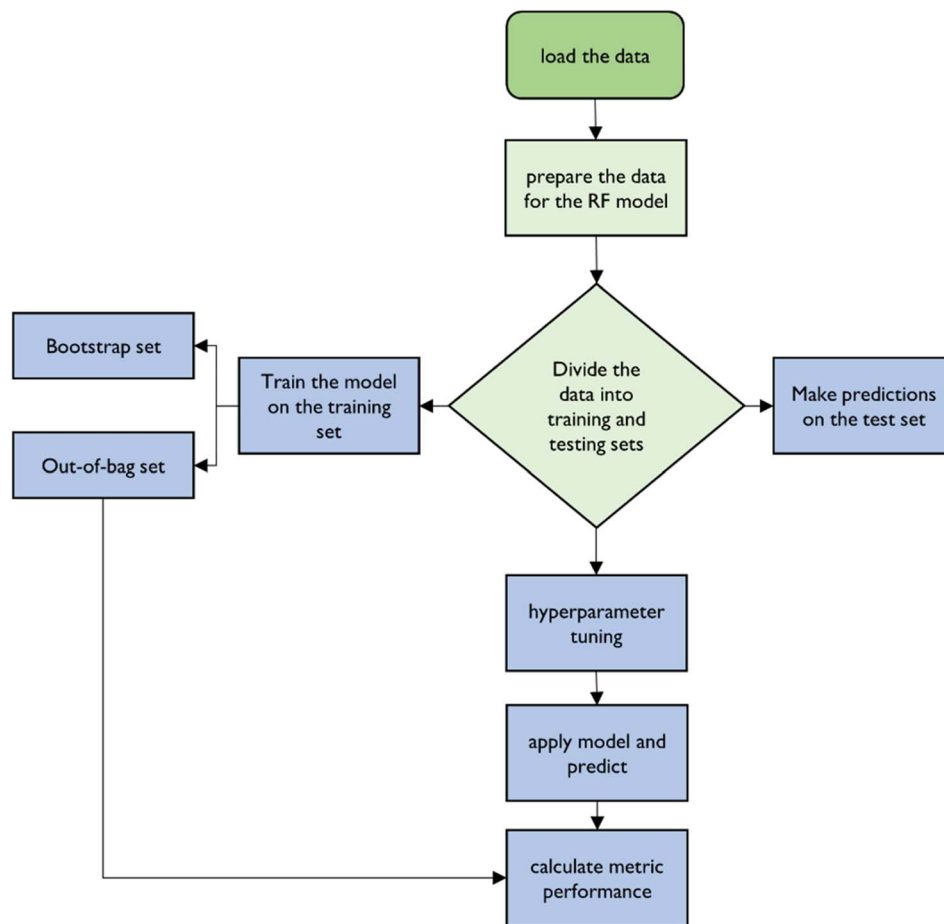 load the data
prepare the data
for the RF model
Bootstrap set
Out-of-bag set
Train the model
on the training
set
Divide the
data into
training and
testing sets
Make predictions
on the test set
hyperparameter
tuning
apply model and
predict
calculate metric
performance